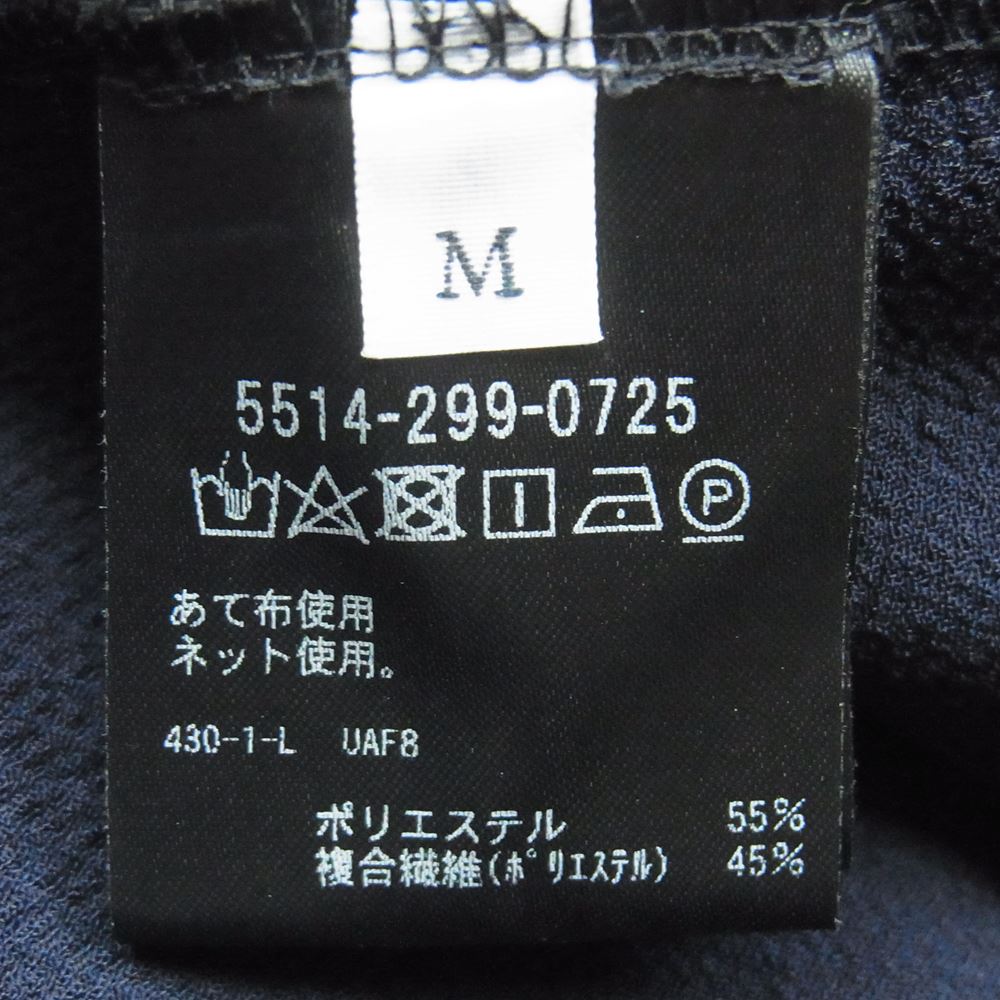 M
5514-299-0725
P
あて布使用
ネット使用。
430-1-L UAF8
ポリエステル 55%
複合繊維(ポリエステル) 45%